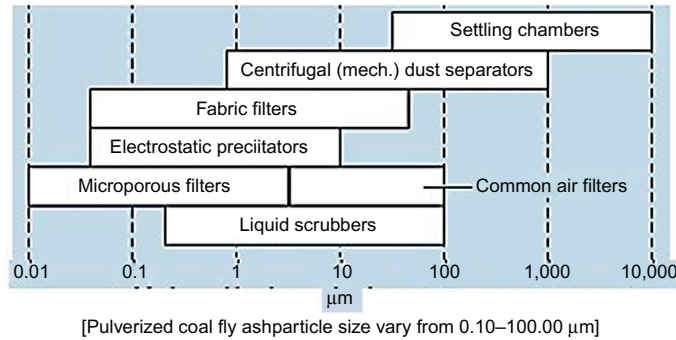 Settling chambers
Centrifugal (mech.) dust separators
Fabric filters
Electrostatic preciitators
Microporous filters
Common air filters
Liquid scrubbers
0.01 0.1 1 10 100 1,000 10,000
μm
[Pulverized coal fly ashparticle size vary from 0.10–100.00 μm]